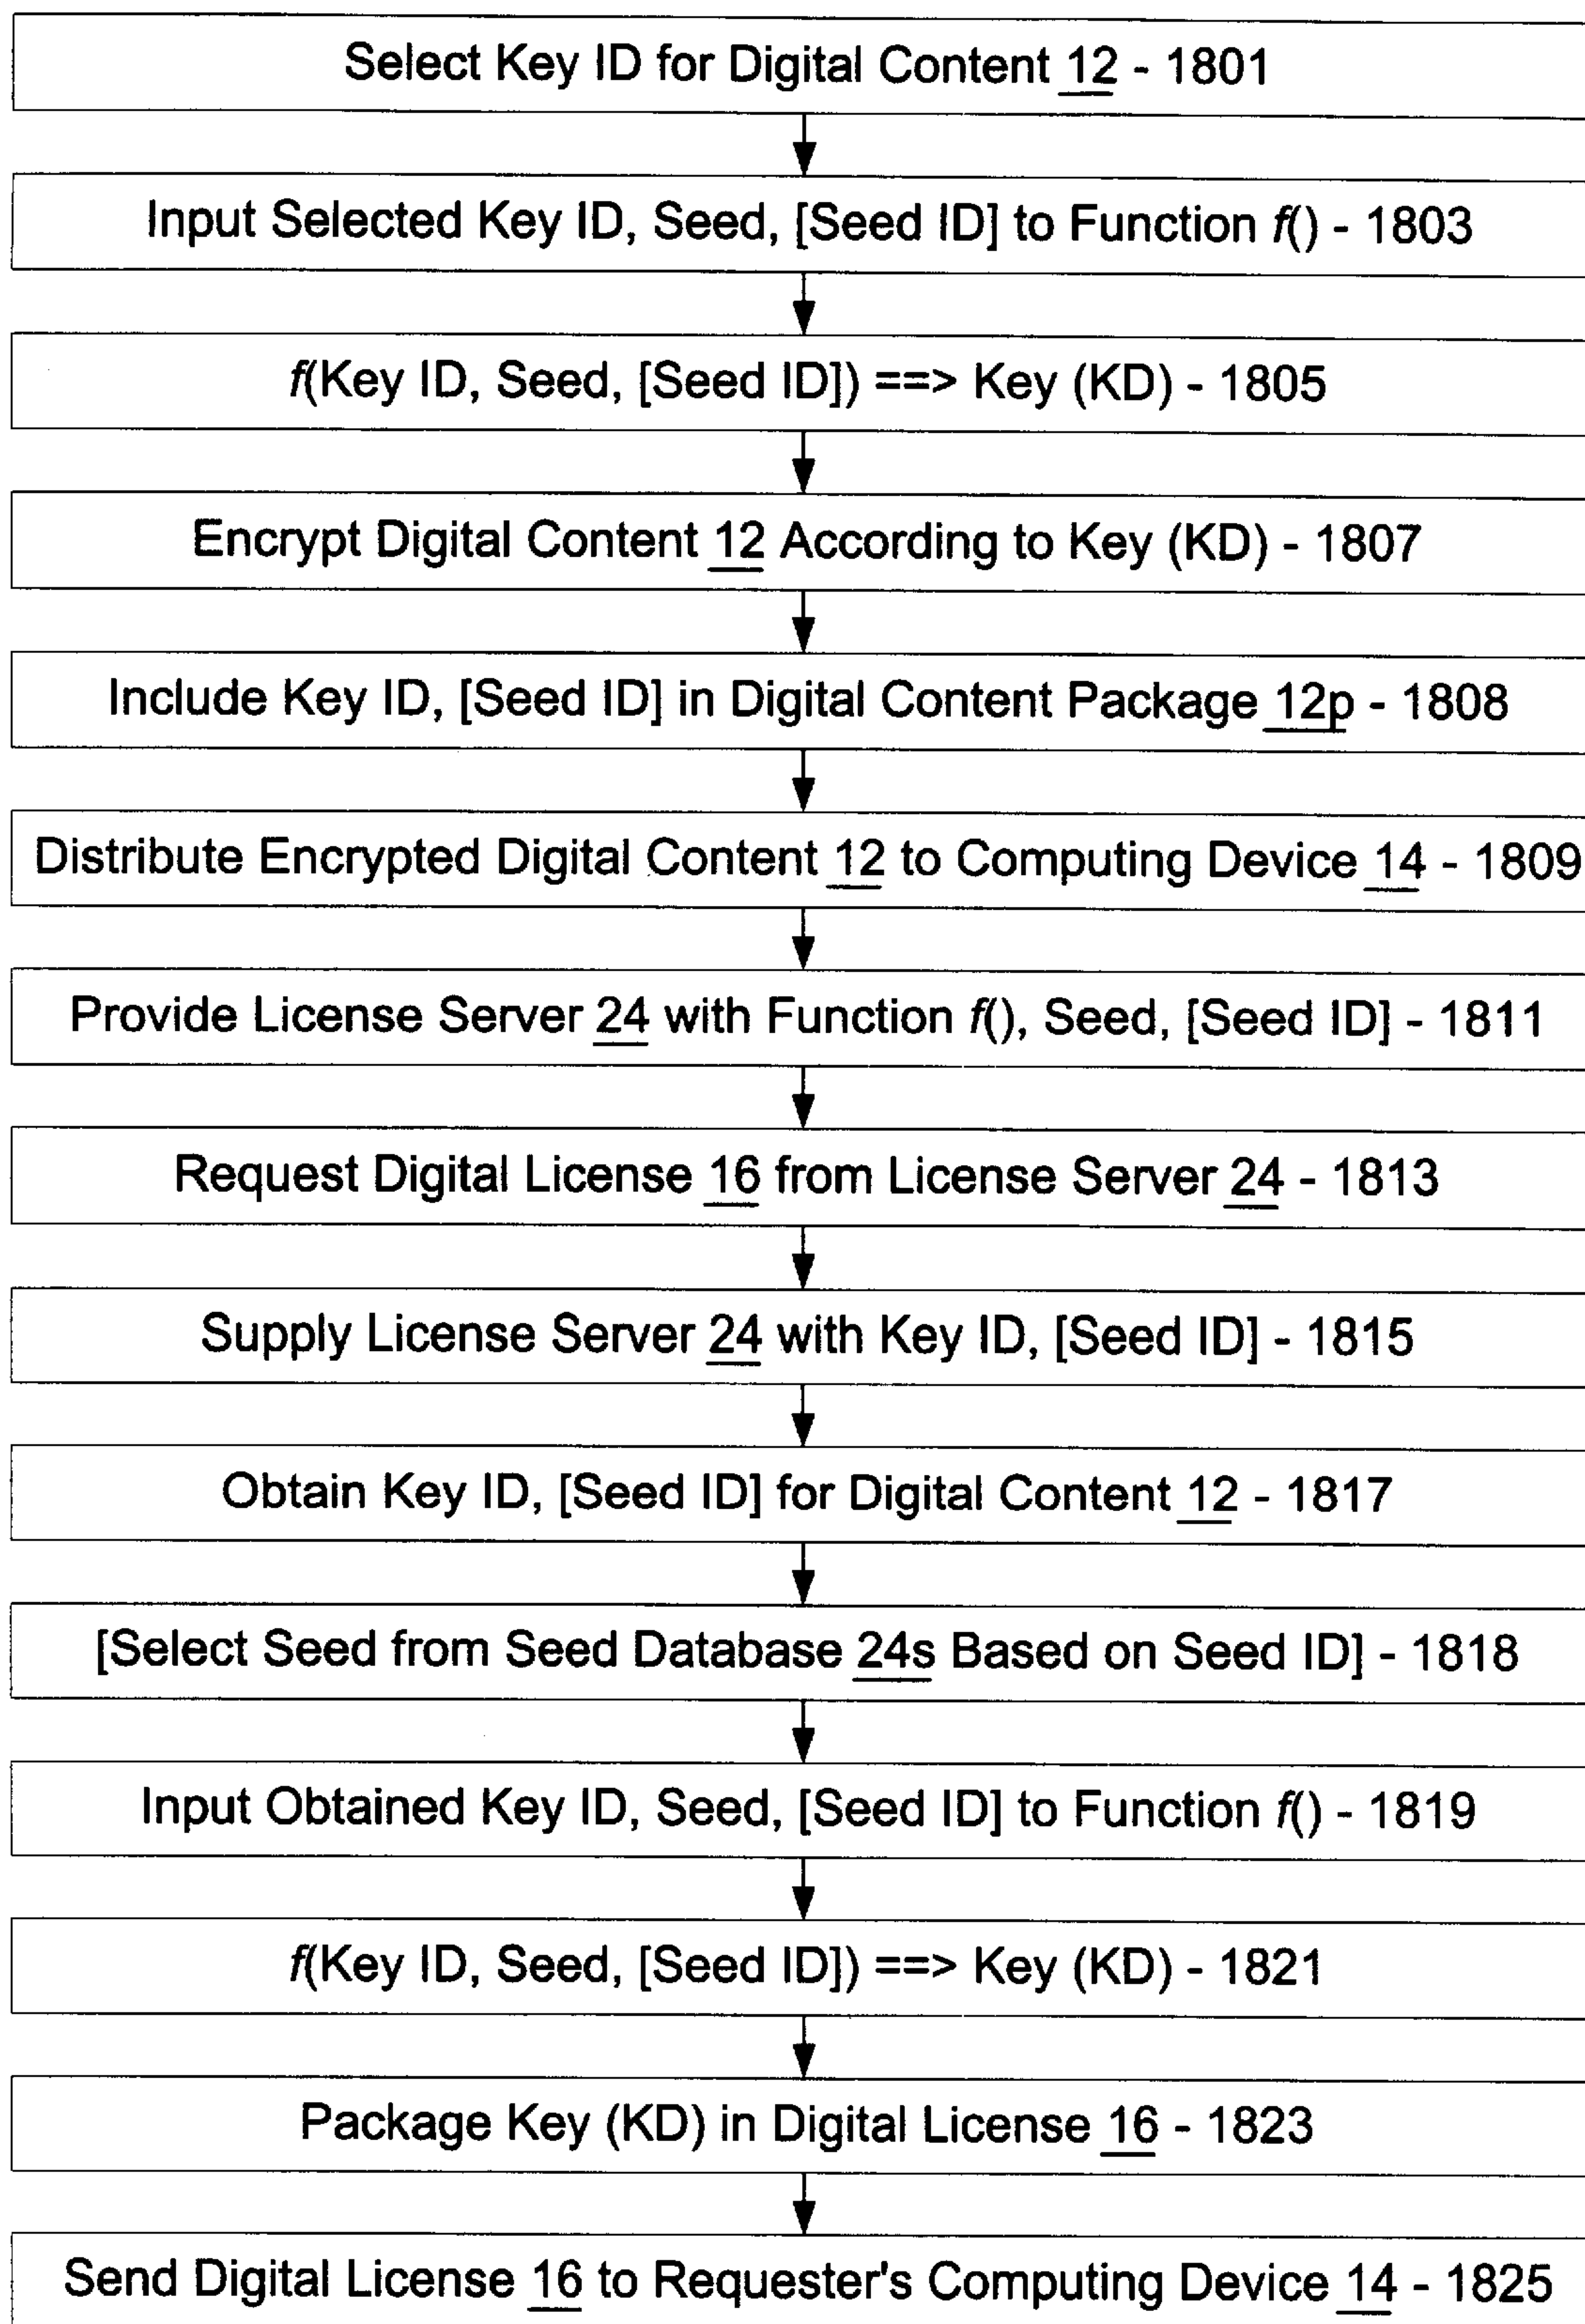 Select Key ID for Digital Content 12 - 1801
Input Selected Key ID, Seed, [Seed ID] to Function f() - 1803
f(Key ID, Seed, [Seed ID]) ==> Key (KD) - 1805
Encrypt Digital Content 12 According to Key (KD) - 1807
Include Key ID, [Seed ID] in Digital Content Package 12p - 1808
Distribute Encrypted Digital Content 12 to Computing Device 14 - 1809
Provide License Server 24 with Function f(), Seed, [Seed ID] - 1811
Request Digital License 16 from License Server 24 - 1813
Supply License Server 24 with Key ID, [Seed ID] - 1815
Obtain Key ID, [Seed ID] for Digital Content 12 - 1817
[Select Seed from Seed Database 24s Based on Seed ID] - 1818
Input Obtained Key ID, Seed, [Seed ID] to Function f() - 1819
f(Key ID, Seed, [Seed ID]) ==> Key (KD) - 1821
Package Key (KD) in Digital License 16 - 1823
Send Digital License 16 to Requester's Computing Device 14 - 1825